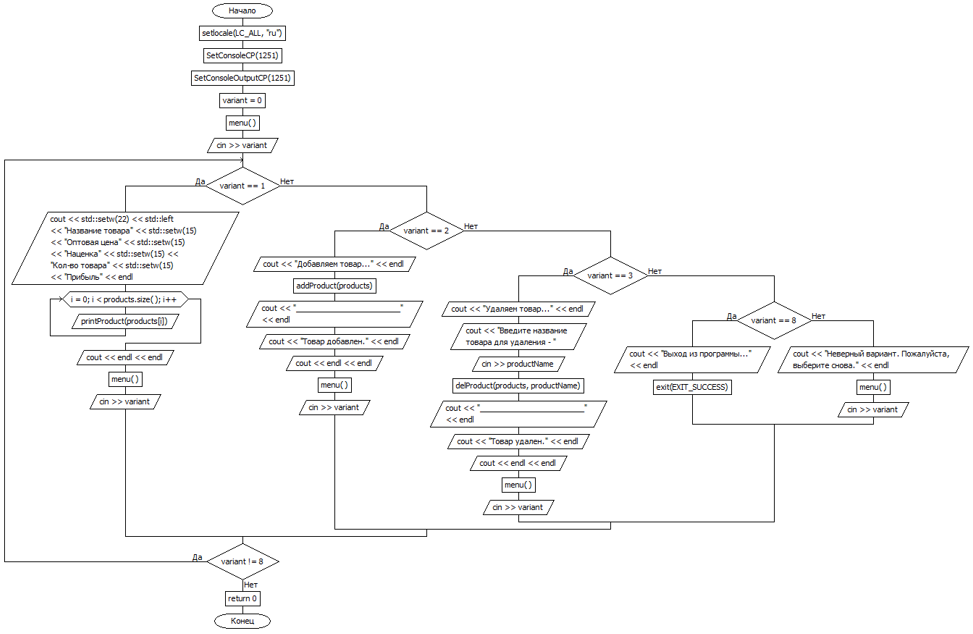 Начало
setlocale(LC_ALL, "ru")
SetConsoleCP(1251)
SetConsoleOutputCP(1251)
variant = 0
menu( )
cin >> variant
Да
variant == 1
Нет
cout << std::setw(22) << std::left
<< "Название товара" << std::setw(15)
<< "Оптовая цена" << std::setw(15)
<< "Наценка" << std::setw(15) <<
"Кол-во товара" << std::setw(15)
<< "Прибыль" << endl
i = 0; i < products.size( ); i++
printProduct(products[i])
cout << endl << endl
menu( )
cin >> variant
Да
variant == 2
Нет
cout << "Добавляен товар..." << endl
addProduct(products)
cout << "__________________________"
<< endl
cout << "Товар добавлен." << endl
cout << endl << endl
menu( )
cin >> variant
Да
variant == 3
Нет
cout << "Удаляен товар..." << endl
cout << "Введите название
товара для удаления - "
cin >> productName
delProduct(products, productName)
cout << "__________________________"
<< endl
cout << "Товар удален." << endl
cout << endl << endl
menu( )
cin >> variant
Да
variant == 8
Нет
cout << "Выход из программы..."
<< endl
exit(EXIT_SUCCESS)
cout << "Неверный вариант. Пожалуйста,
выберите снова." << endl
menu( )
cin >> variant
Да
variant != 8
Нет
return 0
Конец